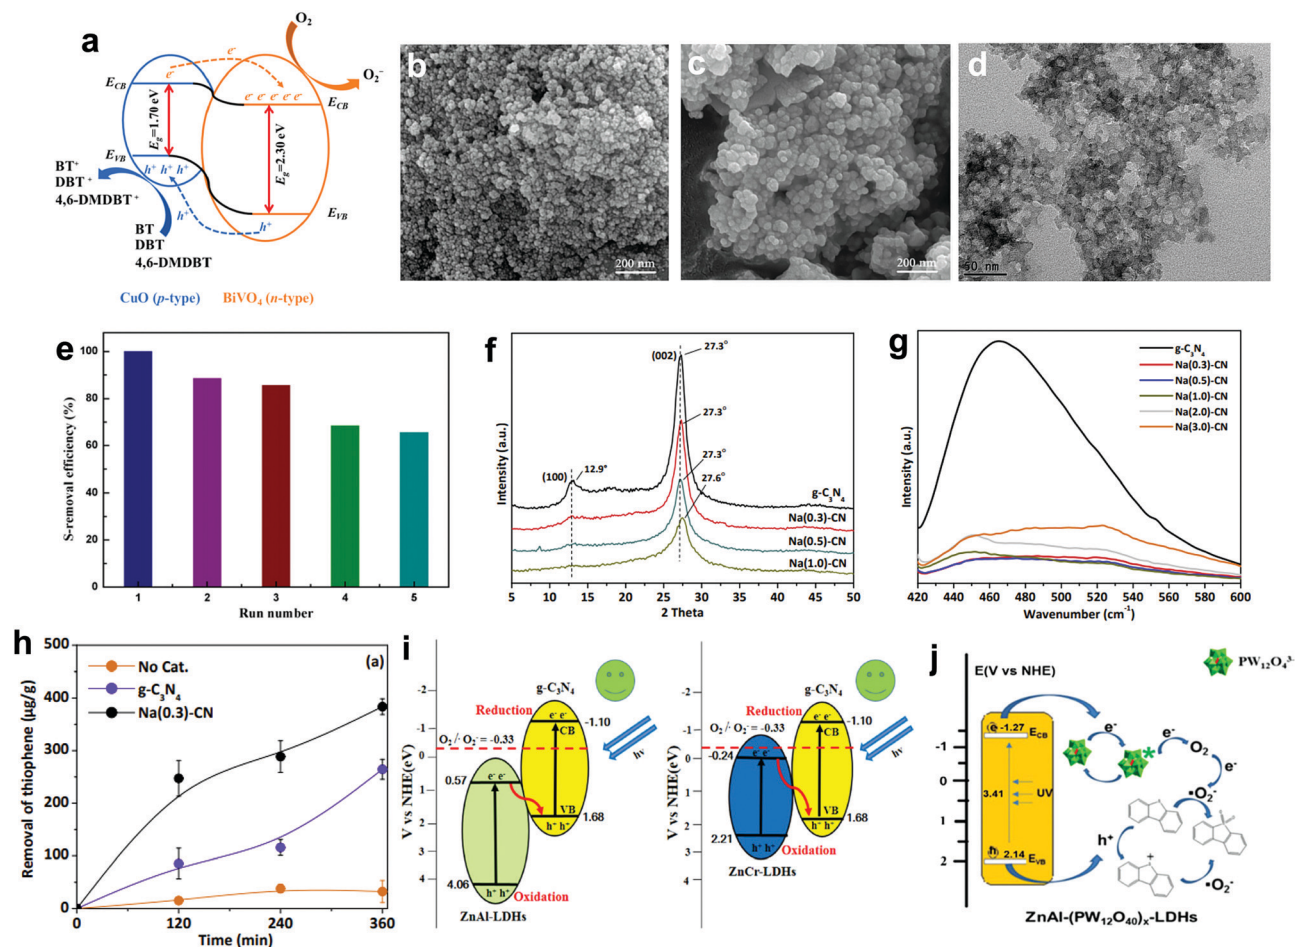 a
O₂
e⁻
E_CB
e⁻
O₂⁻
e⁻ e⁻ e⁻ e⁻ e⁻
E_CB
E_g=1.70 eV
E_g=2.30 eV
E_VB
h⁺ h⁺ h⁺
BT⁺
DBT⁺
4,6-DMDBT⁺
h⁺
h⁺
E_VB
BT
DBT
4,6-DMDBT
CuO (p-type)
BiVO₄ (n-type)
b
200 nm
c
200 nm
d
50 nm
e
S-removal efficiency (%)
100
80
60
40
20
0
1 2 3 4 5
Run number
f
Intensity (a.u.)
(002)
27.3°
27.3°
27.3°
27.6°
(100)
12.9°
g-C₃N₄
Na(0.3)-CN
Na(0.5)-CN
Na(1.0)-CN
5 10 15 20 25 30 35 40 45 50
2 Theta
g
Intensity (a.u.)
g-C₃N₄
Na(0.3)-CN
Na(0.5)-CN
Na(1.0)-CN
Na(2.0)-CN
Na(3.0)-CN
420 440 460 480 500 520 540 560 580 600
Wavenumber (cm⁻¹)
h
(a)
Removal of thiophene (µg/g)
500
400
300
200
100
0
No Cat.
g-C₃N₄
Na(0.3)-CN
0 120 240 360
Time (min)
i
V vs NHE(eV)
-2
-1
0
1
2
3
4
g-C₃N₄
Reduction
e⁻ e⁻
-1.10
CB
O₂ /· O₂⁻ = -0.33
hv
0.57
e⁻ e⁻
VB
1.68
h⁺ h⁺
4.06
h⁺ h⁺
Oxidation
ZnAl-LDHs
V vs NHE(eV)
-2
-1
0
1
2
3
4
g-C₃N₄
Reduction
e⁻ e⁻
-1.10
CB
O₂ /· O₂⁻ = -0.33
hv
-0.24
e⁻ e⁻
VB
1.68
h⁺ h⁺
2.21
h⁺ h⁺
Oxidation
ZnCr-LDHs
j
E(V vs NHE)
PW₁₂O₄³⁻
-1
0
1
2
e -1.27
E_CB
3.41
UV
h 2.14
E_VB
e⁻
*
e⁻
O₂
e⁻
·O₂⁻
h⁺
+
·O₂⁻
ZnAl-(PW₁₂O₄₀)ₓ-LDHs